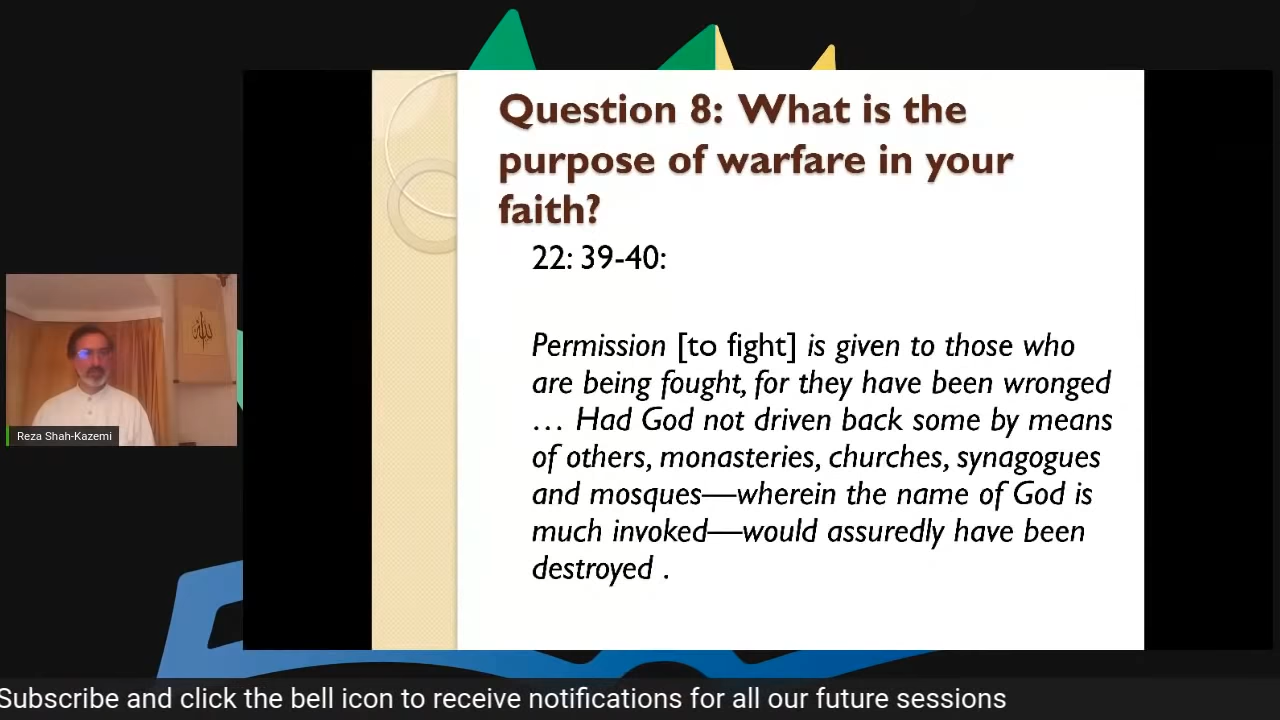 Question 8: What is the
purpose of warfare in your
faith?
22: 39-40:
Permission [to fight] is given to those who
are being fought, for they have been wronged
… Had God not driven back some by means
of others, monasteries, churches, synagogues
and mosques—wherein the name of God is
much invoked—would assuredly have been
destroyed .
الله
Reza Shah-Kazemi
Subscribe and click the bell icon to receive notifications for all our future sessions